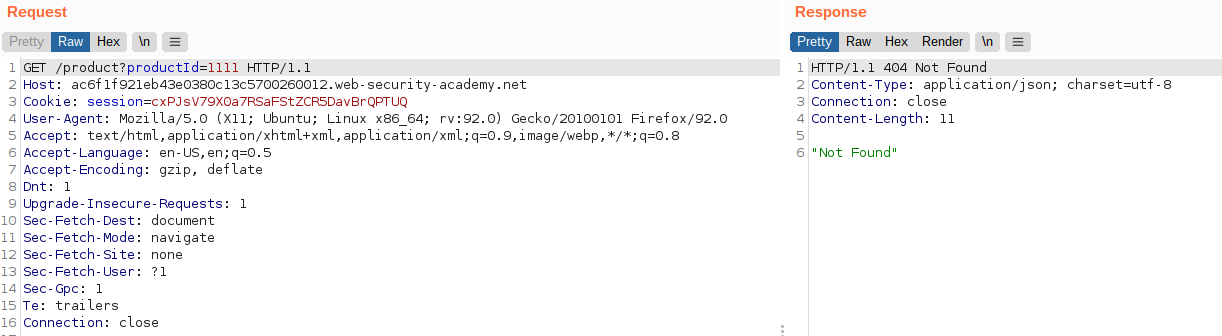 Request
Pretty Raw Hex \n
1 GET /product?productId=1111 HTTP/1.1
2 Host: ac6f1f921eb43e0380c13c5700260012.web-security-academy.net
3 Cookie: session=cxPJsV79X0a7RSaFStZCR5DavBrQPTUQ
4 User-Agent: Mozilla/5.0 (X11; Ubuntu; Linux x86_64; rv:92.0) Gecko/20100101 Firefox/92.0
5 Accept: text/html,application/xhtml+xml,application/xml;q=0.9,image/webp,*/*;q=0.8
6 Accept-Language: en-US,en;q=0.5
7 Accept-Encoding: gzip, deflate
8 Dnt: 1
9 Upgrade-Insecure-Requests: 1
10 Sec-Fetch-Dest: document
11 Sec-Fetch-Mode: navigate
12 Sec-Fetch-Site: none
13 Sec-Fetch-User: ?1
14 Sec-Gpc: 1
15 Te: trailers
16 Connection: close
Response
Pretty Raw Hex Render \n
1 HTTP/1.1 404 Not Found
2 Content-Type: application/json; charset=utf-8
3 Connection: close
4 Content-Length: 11
5
6 "Not Found"